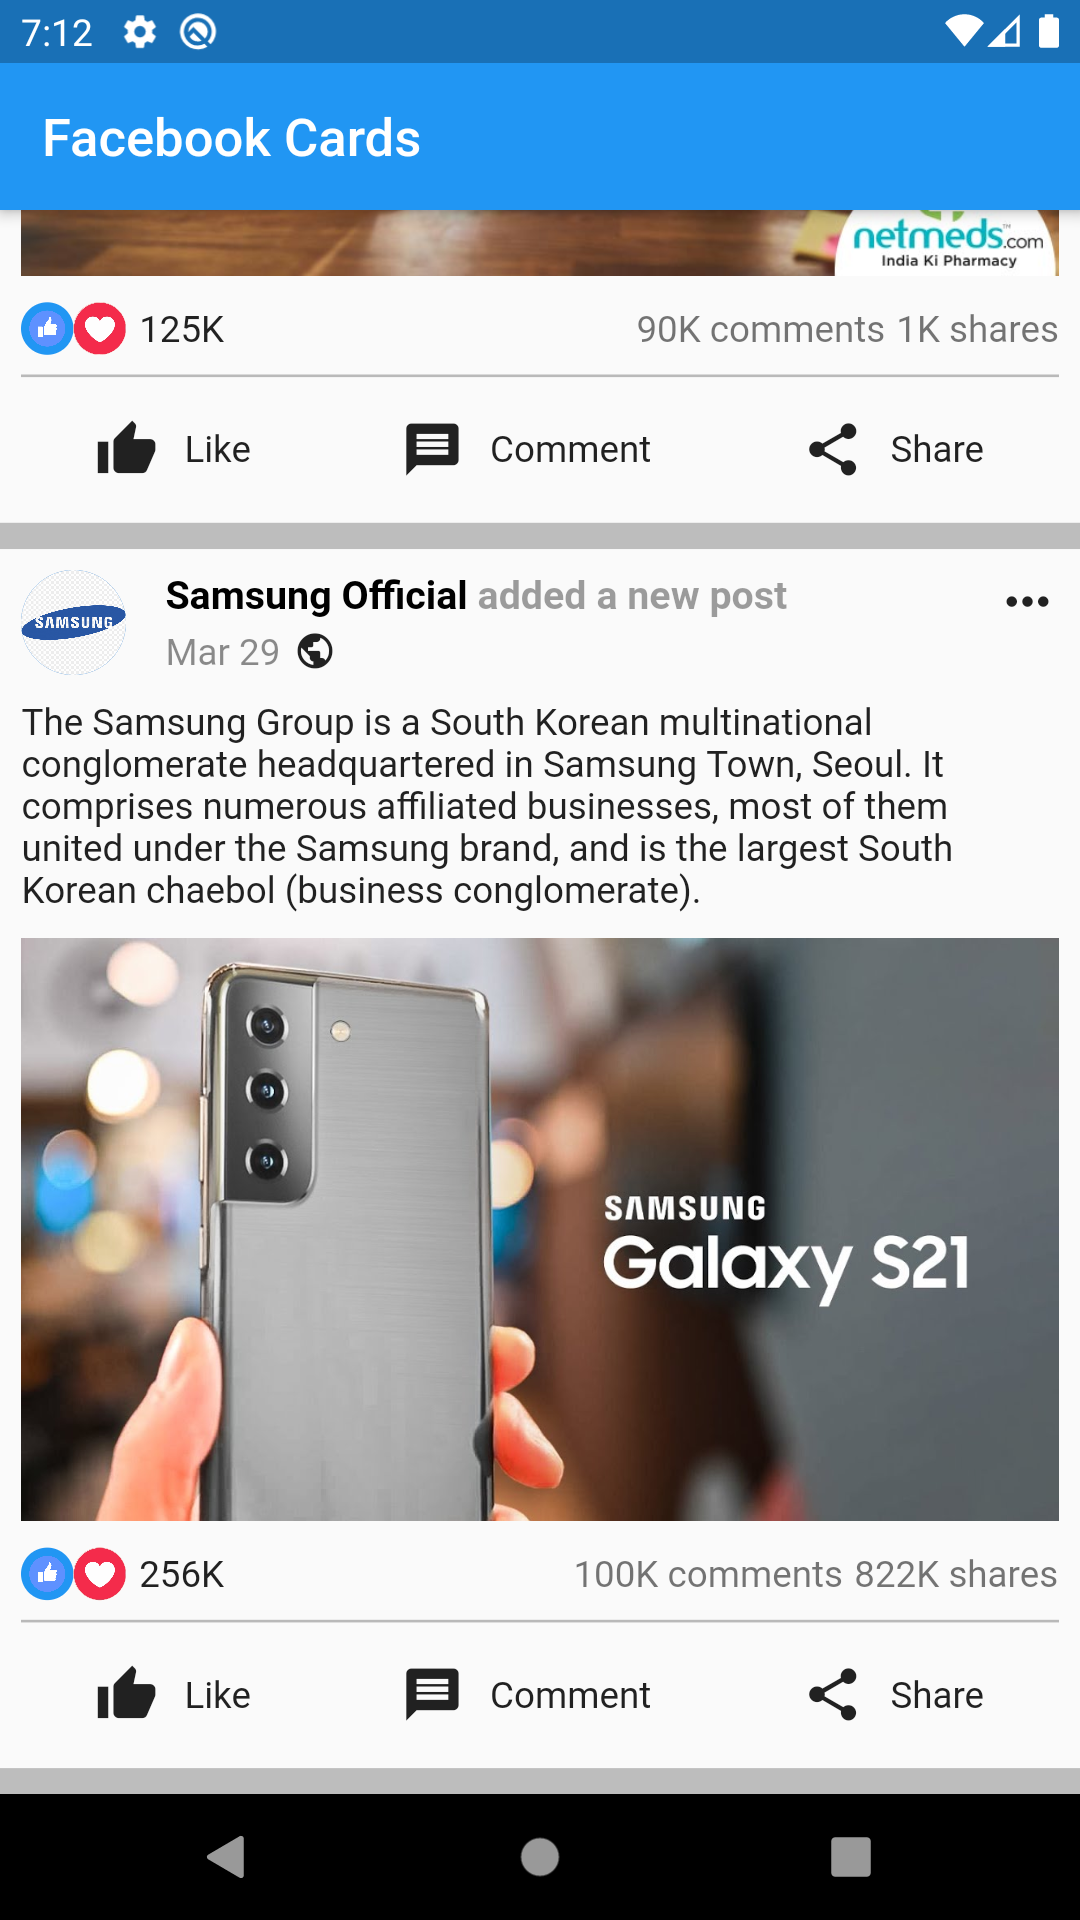 7:12
Facebook Cards
netmeds™.com
India Ki Pharmacy
125K 90K comments 1K shares
Like Comment Share
SAMSUNG
Samsung Official added a new post
Mar 29
The Samsung Group is a South Korean multinational
conglomerate headquartered in Samsung Town, Seoul. It
comprises numerous affiliated businesses, most of them
united under the Samsung brand, and is the largest South
Korean chaebol (business conglomerate).
SAMSUNG
Galaxy S21
256K 100K comments 822K shares
Like Comment Share